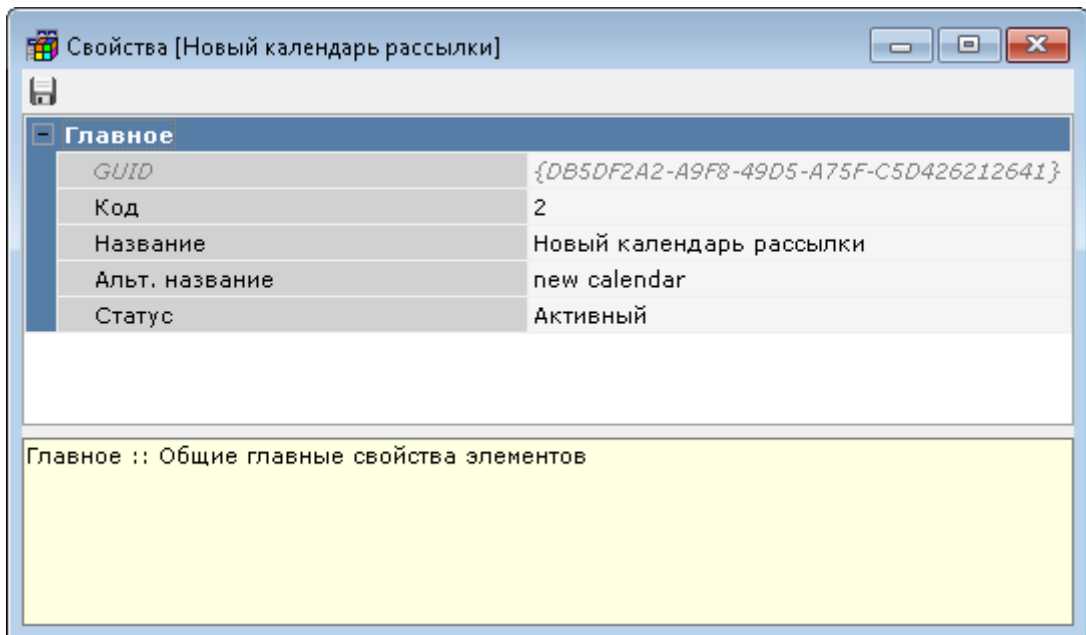 Свойства [Новый календарь рассылки]
Главное
GUID {DB5DF2A2-A9F8-49D5-A75F-C5D426212641}
Код 2
Название Новый календарь рассылки
Альт. название new calendar
Статус Активный
Главное :: Общие главные свойства элементов